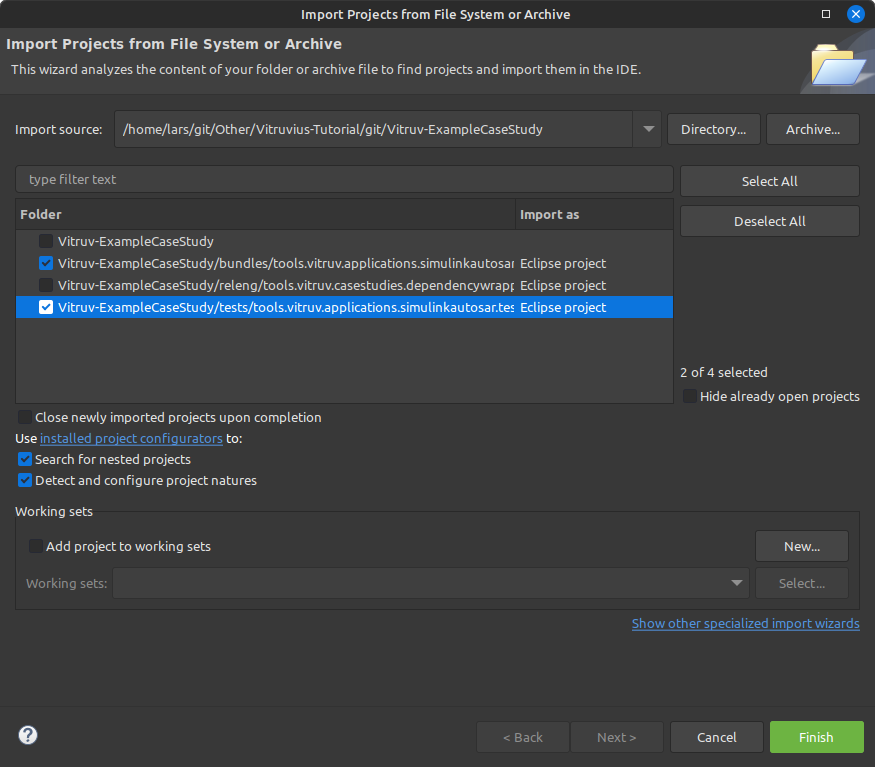 Import Projects from File System or Archive
Import Projects from File System or Archive
This wizard analyzes the content of your folder or archive file to find projects and import them in the IDE.
Import source: /home/lars/git/Other/Vitruvius-Tutorial/git/Vitruv-ExampleCaseStudy Directory... Archive...
type filter text
Select All
Folder Import as
Deselect All
Vitruv-ExampleCaseStudy
Vitruv-ExampleCaseStudy/bundles/tools.vitruv.applications.simulinkautosar Eclipse project
Vitruv-ExampleCaseStudy/releng/tools.vitruv.casestudies.dependencywrapp Eclipse project
Vitruv-ExampleCaseStudy/tests/tools.vitruv.applications.simulinkautosar.tes Eclipse project
2 of 4 selected
Hide already open projects
Close newly imported projects upon completion
Use installed project configurators to:
Search for nested projects
Detect and configure project natures
Working sets
Add project to working sets New...
Working sets: Select...
Show other specialized import wizards
? < Back Next > Cancel Finish